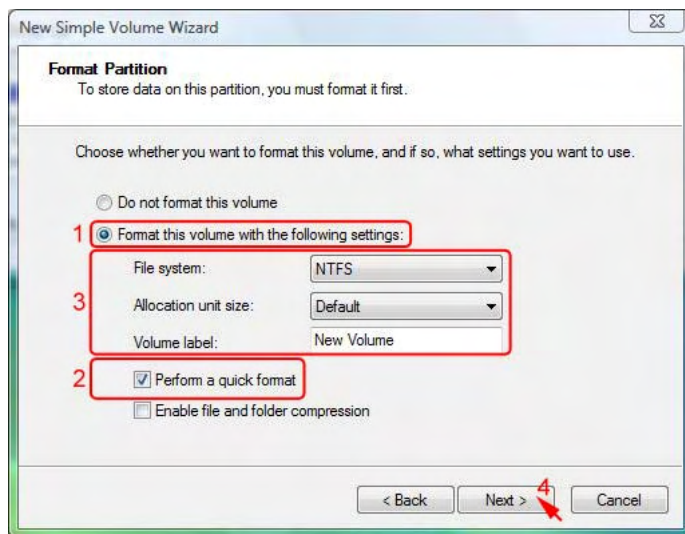 New Simple Volume Wizard
Format Partition
To store data on this partition, you must format it first.
Choose whether you want to format this volume, and if so, what settings you want to use.
Do not format this volume
1 Format this volume with the following settings:
File system: NTFS
3 Allocation unit size: Default
Volume label: New Volume
2 Perform a quick format
Enable file and folder compression
< Back Next > 4 Cancel